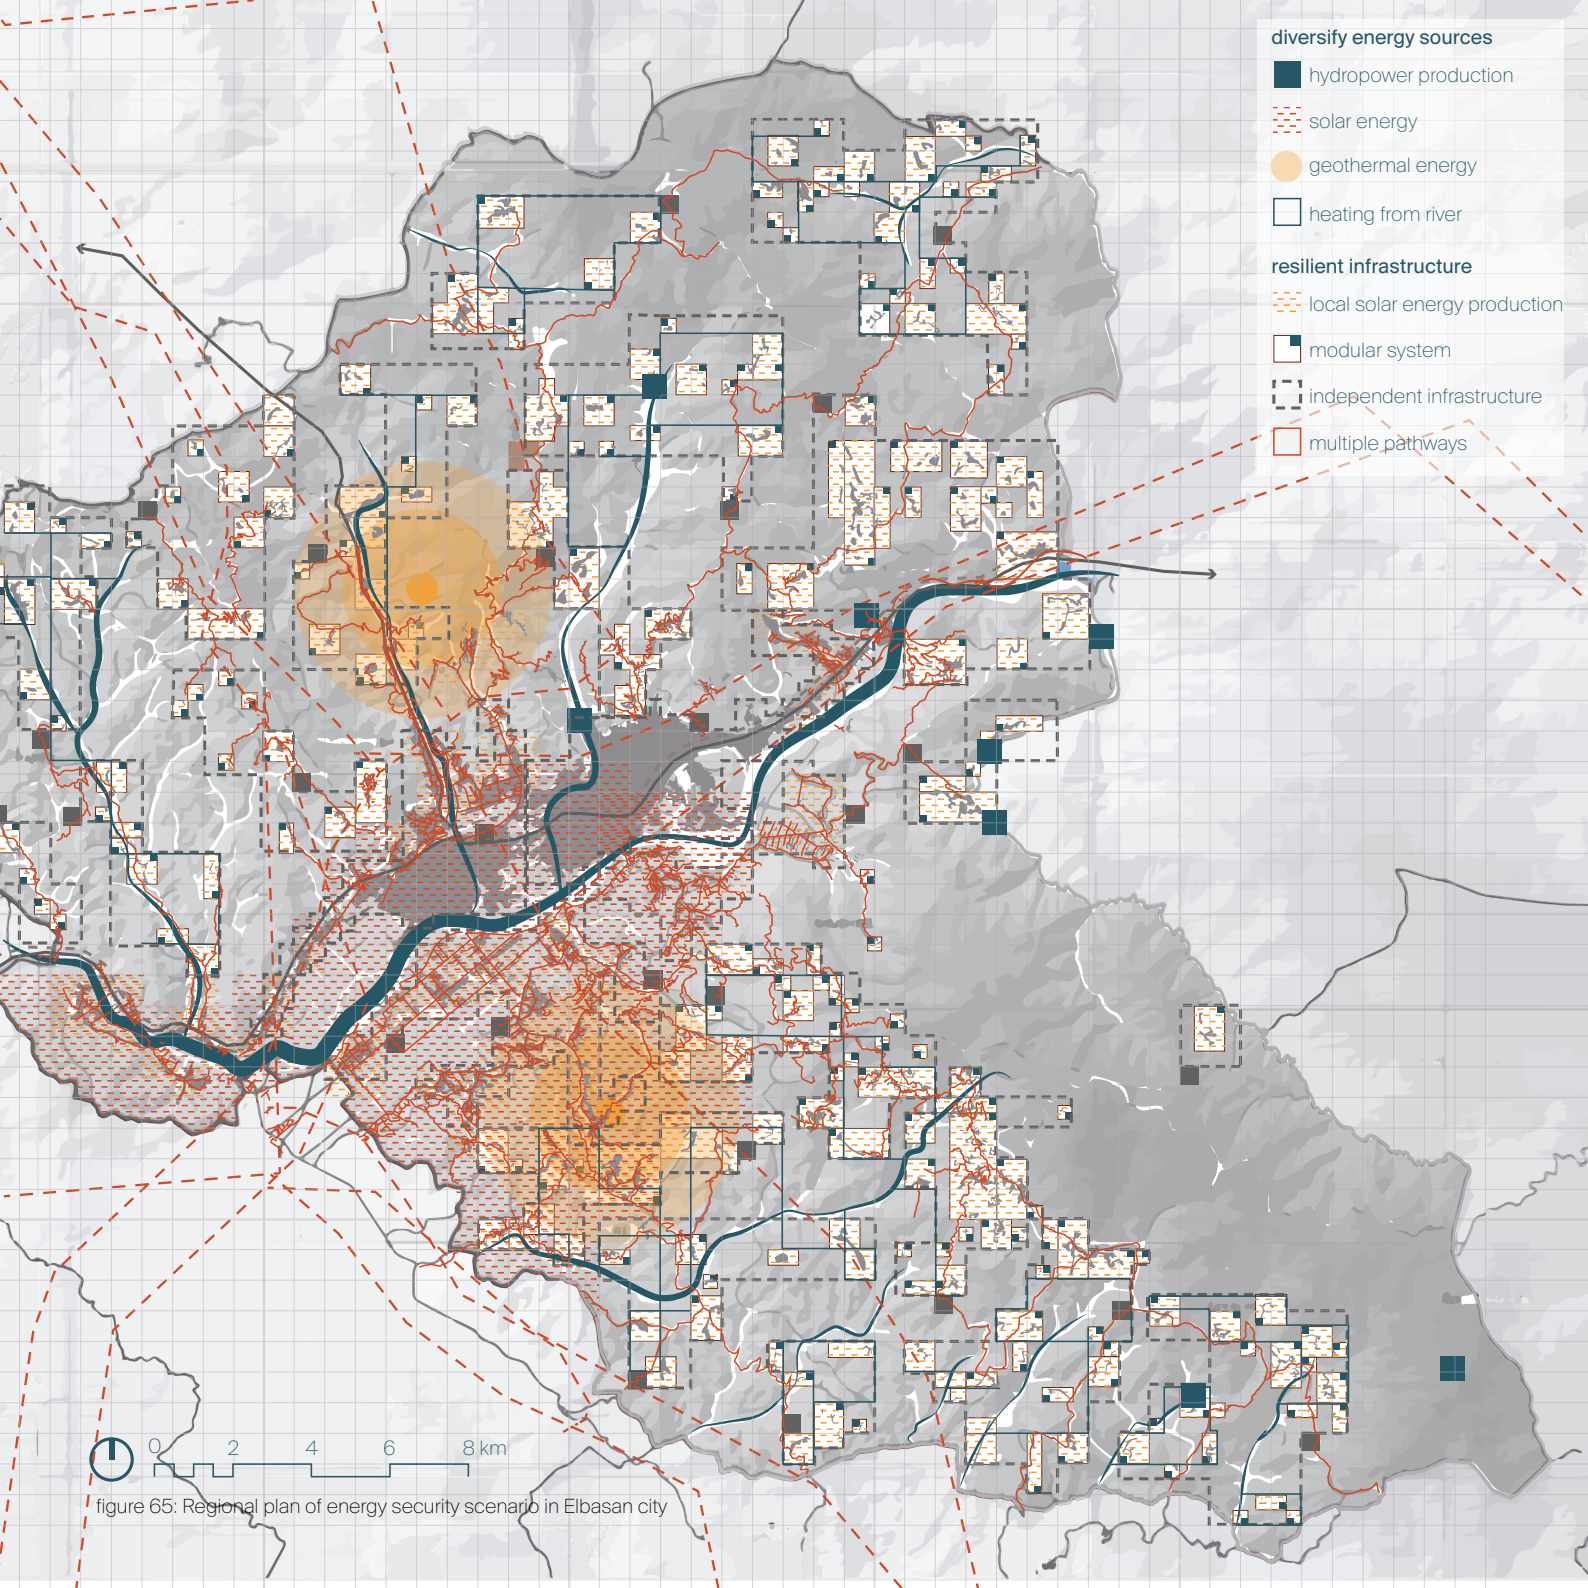 diversify energy sources
hydropower production
solar energy
geothermal energy
heating from river
resilient infrastructure
local solar energy production
modular system
independent infrastructure
multiple pathways
0 2 4 6 8 km
figure 65: Regional plan of energy security scenario in Elbasan city